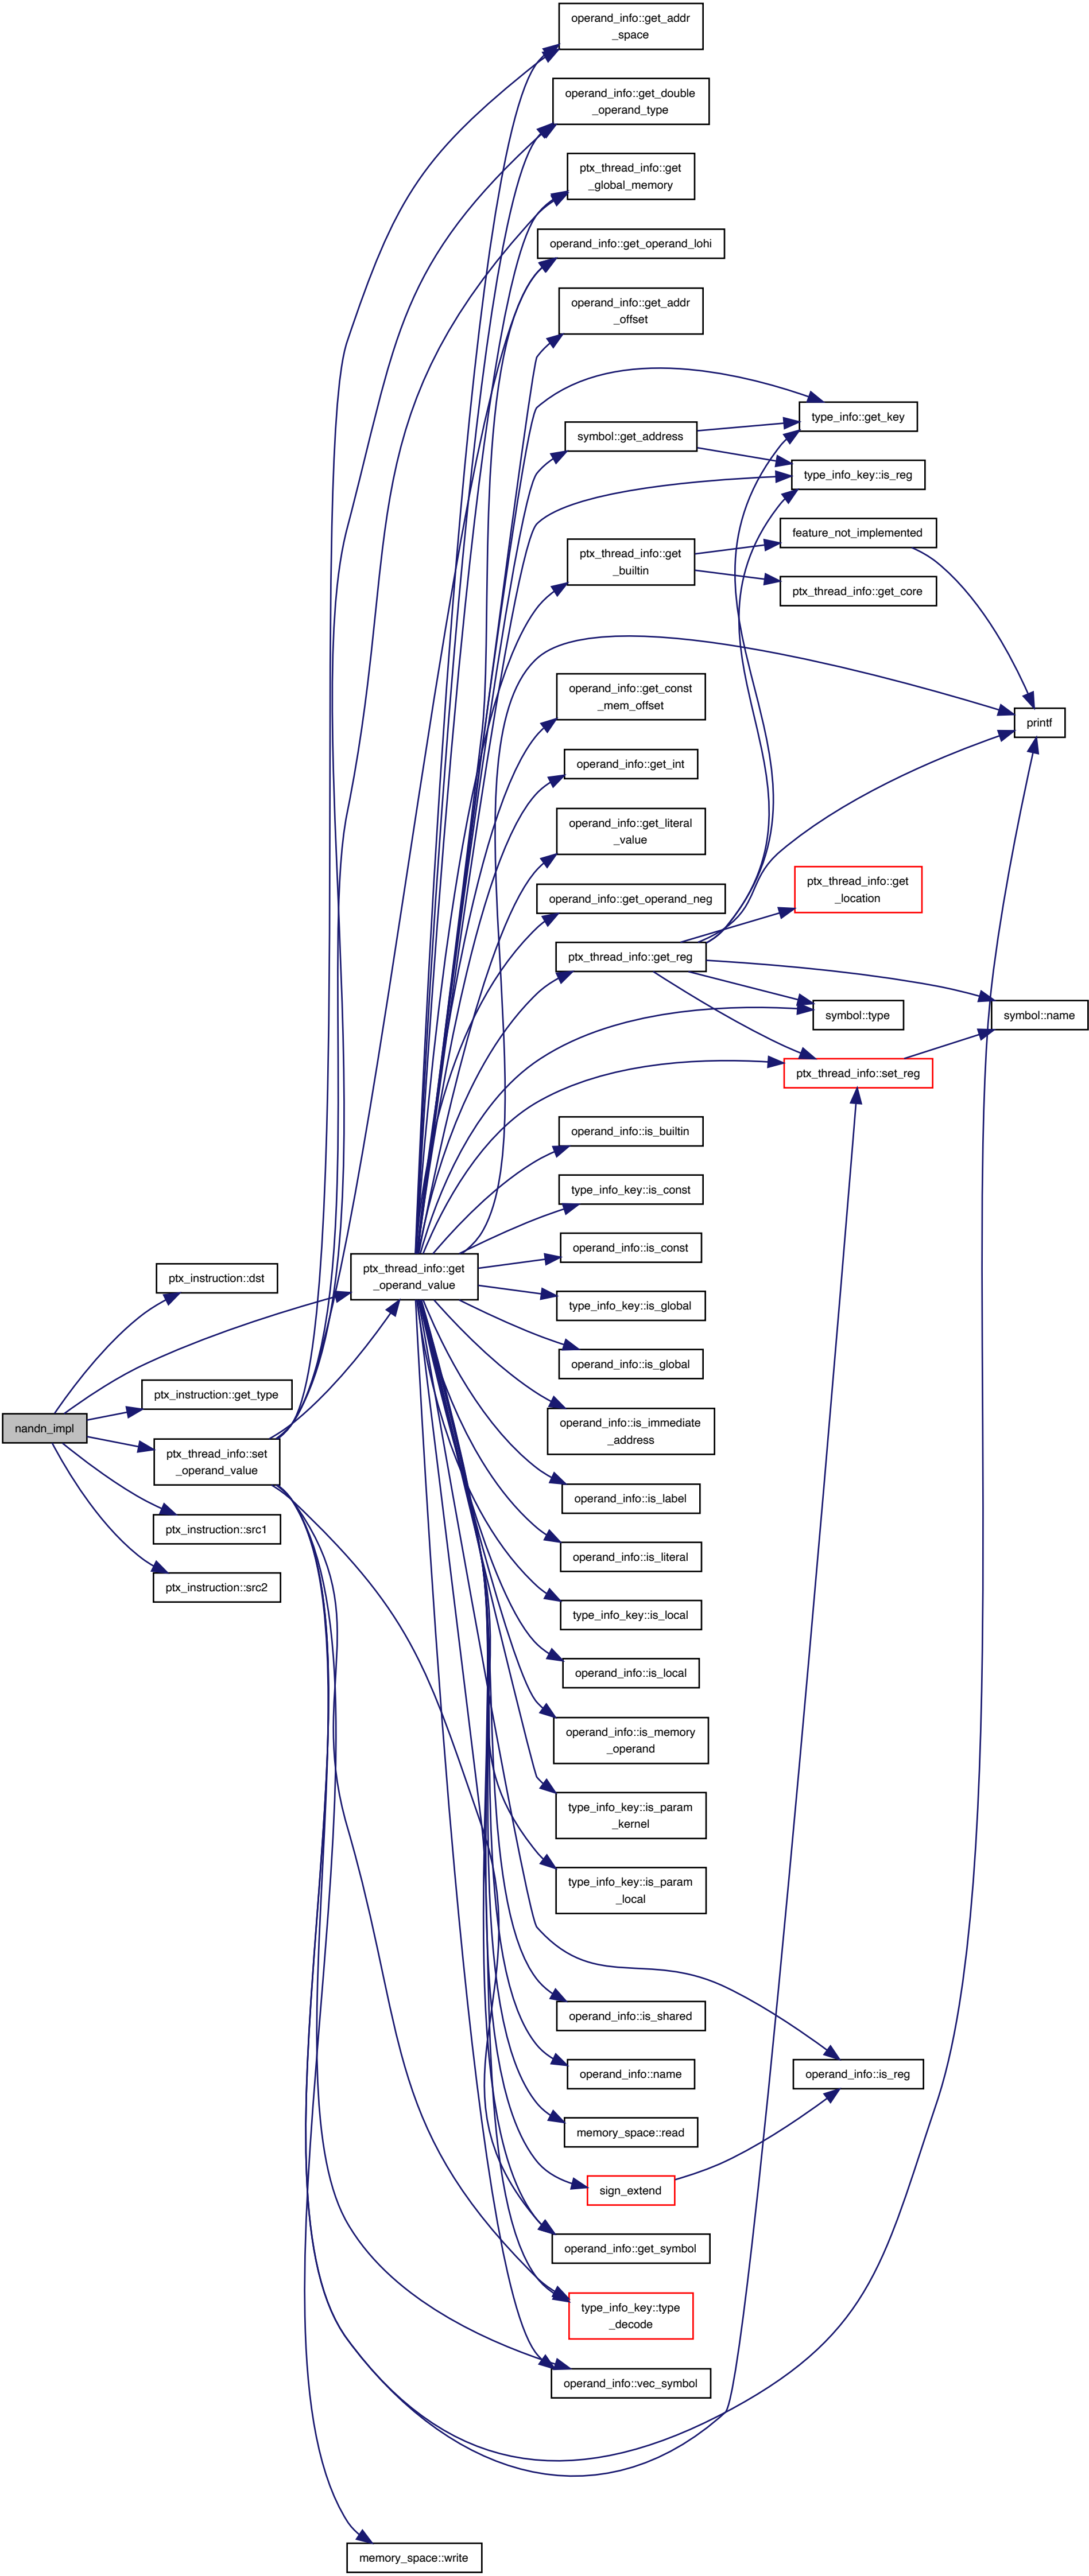 operand_info::get_addr
_space
operand_info::get_double
_operand_type
ptx_thread_info::get
_global_memory
operand_info::get_operand_lohi
operand_info::get_addr
_offset
type_info::get_key
symbol::get_address
type_info_key::is_reg
feature_not_implemented
ptx_thread_info::get
_builtin
ptx_thread_info::get_core
operand_info::get_const
_mem_offset
printf
operand_info::get_int
operand_info::get_literal
_value
ptx_thread_info::get
_location
operand_info::get_operand_neg
ptx_thread_info::get_reg
symbol::type
symbol::name
ptx_thread_info::set_reg
operand_info::is_builtin
type_info_key::is_const
operand_info::is_const
ptx_instruction::dst
ptx_thread_info::get
_operand_value
type_info_key::is_global
operand_info::is_global
ptx_instruction::get_type
nandn_impl
operand_info::is_immediate
_address
ptx_thread_info::set
_operand_value
operand_info::is_label
ptx_instruction::src1
operand_info::is_literal
ptx_instruction::src2
type_info_key::is_local
operand_info::is_local
operand_info::is_memory
_operand
type_info_key::is_param
_kernel
type_info_key::is_param
_local
operand_info::is_shared
operand_info::name
operand_info::is_reg
memory_space::read
sign_extend
operand_info::get_symbol
type_info_key::type
_decode
operand_info::vec_symbol
memory_space::write